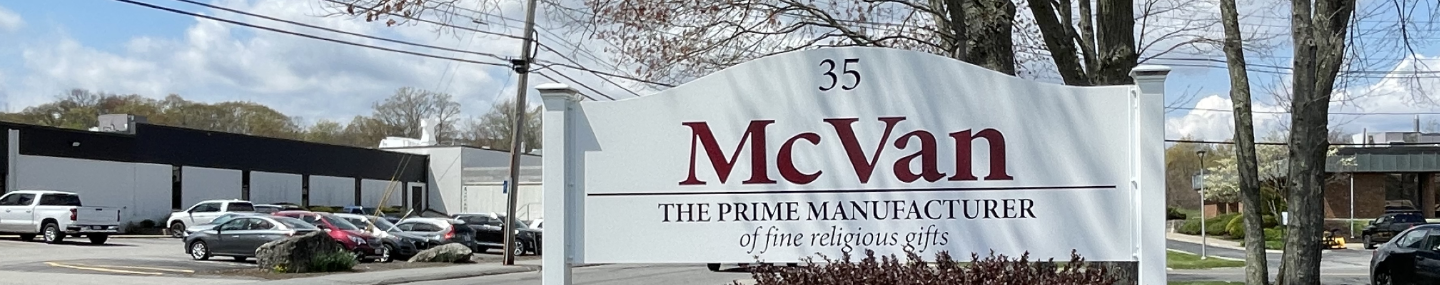 35
McVan
THE PRIME MANUFACTURER
of fine religious gifts